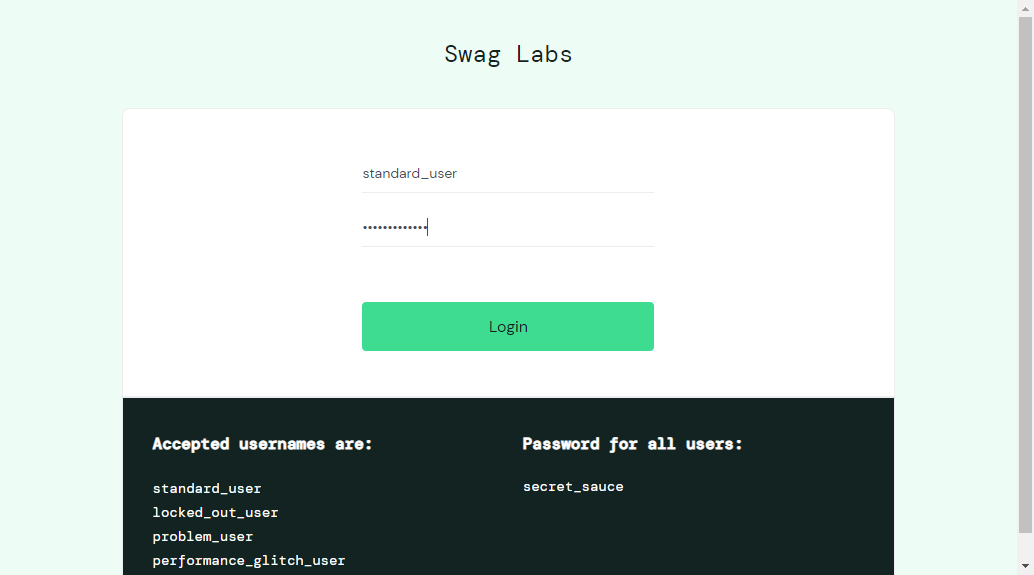 Swag Labs
standard_user
•••••••••••••
Login
Accepted usernames are:
standard_user
locked_out_user
problem_user
performance_glitch_user
Password for all users:
secret_sauce